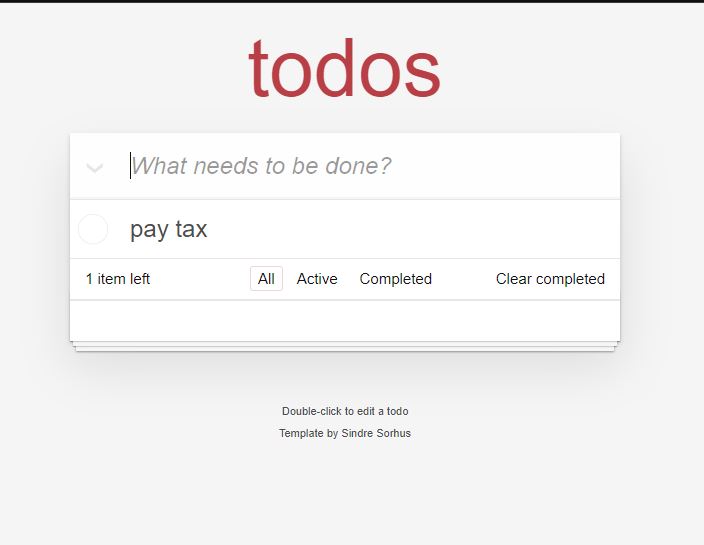 todos
What needs to be done?
pay tax
1 item left All Active Completed Clear completed
Double-click to edit a todo
Template by Sindre Sorhus